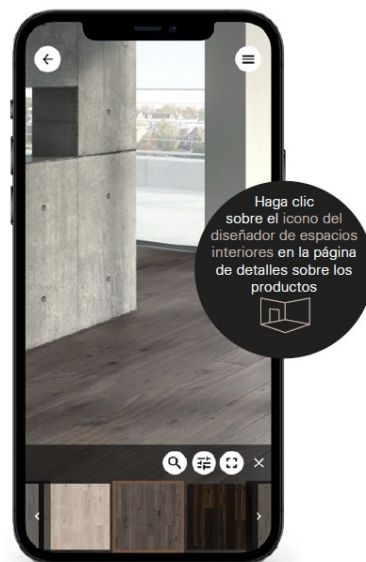 Haga clic
sobre el icono del
diseñador de espacios
interiores en la página
de detalles sobre los
productos